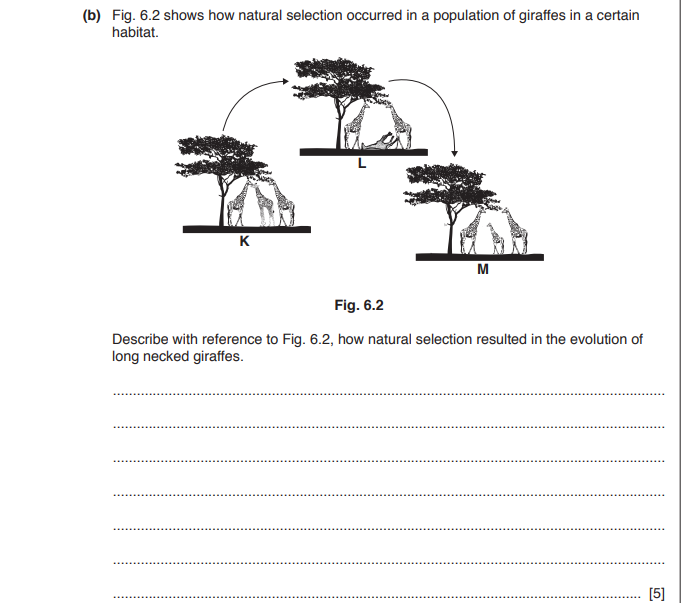 (b) Fig. 6.2 shows how natural selection occurred in a population of giraffes in a certain
habitat.
L
K
M
Fig. 6.2
Describe with reference to Fig. 6.2, how natural selection resulted in the evolution of
long necked giraffes.
[5]